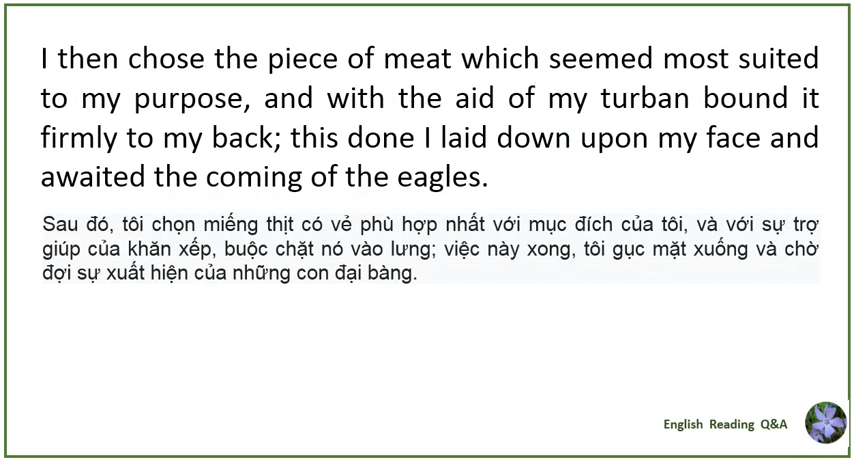 I then chose the piece of meat which seemed most suited
to my purpose, and with the aid of my turban bound it
firmly to my back; this done I laid down upon my face and
awaited the coming of the eagles.
Sau đó, tôi chọn miếng thịt có vẻ phù hợp nhất với mục đích của tôi, và với sự trợ
giúp của khăn xếp, buộc chặt nó vào lưng; việc này xong, tôi gục mặt xuống và chờ
đợi sự xuất hiện của những con đại bàng.
English Reading Q&A